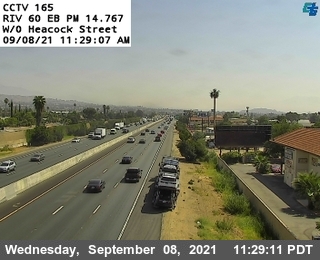 CCTV 165
RIV 60 EB PM 14.767
W/O Heacock Street
09/08/21 11:29:07 AM
Wednesday, September 08, 2021 11:29:11 PDT